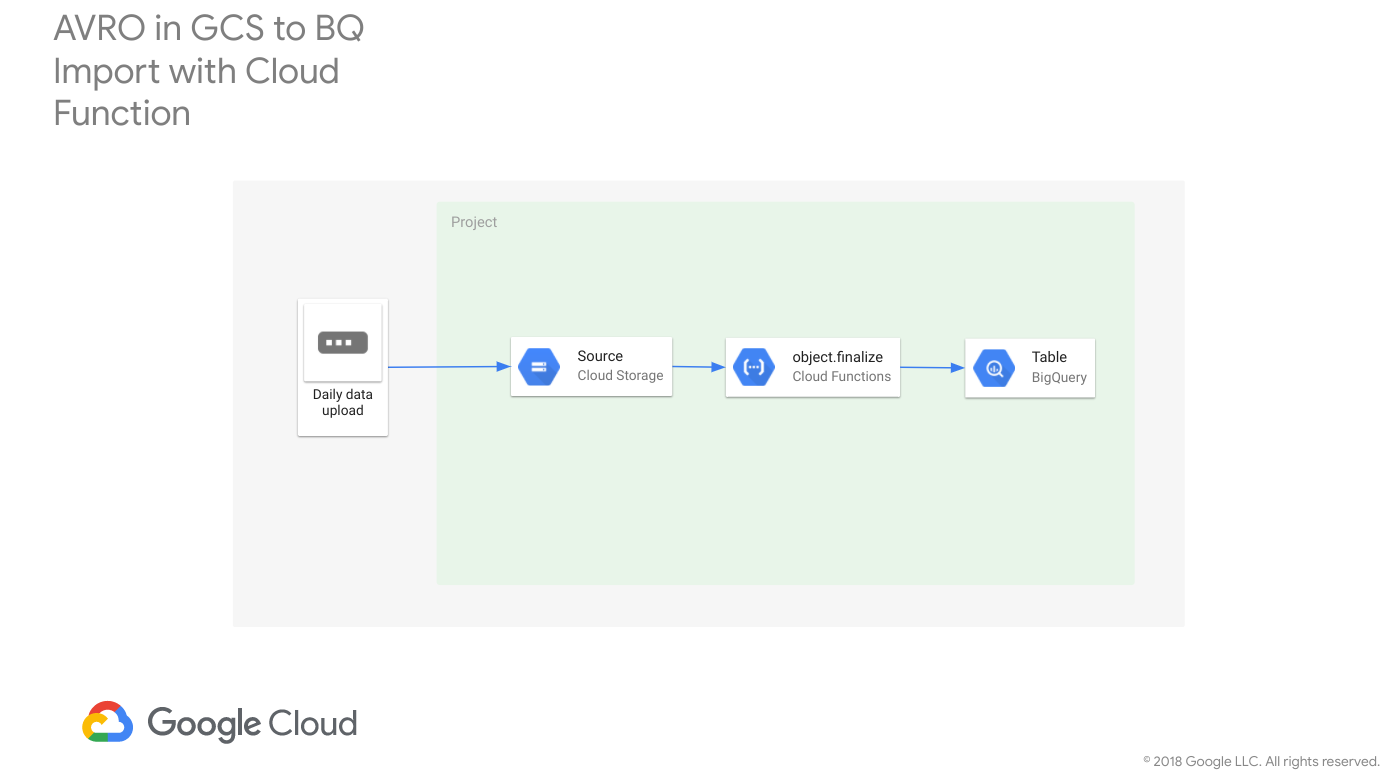 AVRO in GCS to BQ
Import with Cloud
Function
Project
Daily data
upload
Source
Cloud Storage
object.finalize
Cloud Functions
Table
BigQuery
Google Cloud
© 2018 Google LLC. All rights reserved.